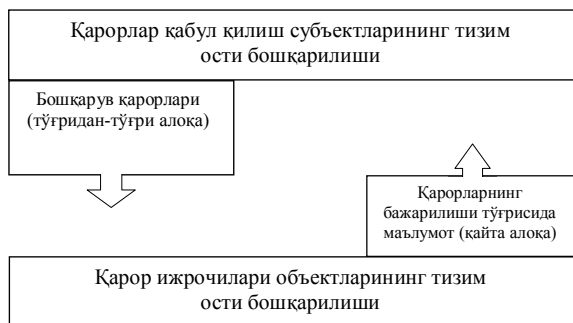 Қарорлар қабул қилиш субъектларининг тизим
ости бошқарилиши
Бошқарув қарорлари
(тўғридан-тўғри алоқа)
Қарорларнинг
бажарилиши тўғрисида
маълумот (қайта алоқа)
Қарор ижрочилари объектларининг тизим
ости бошқарилиши